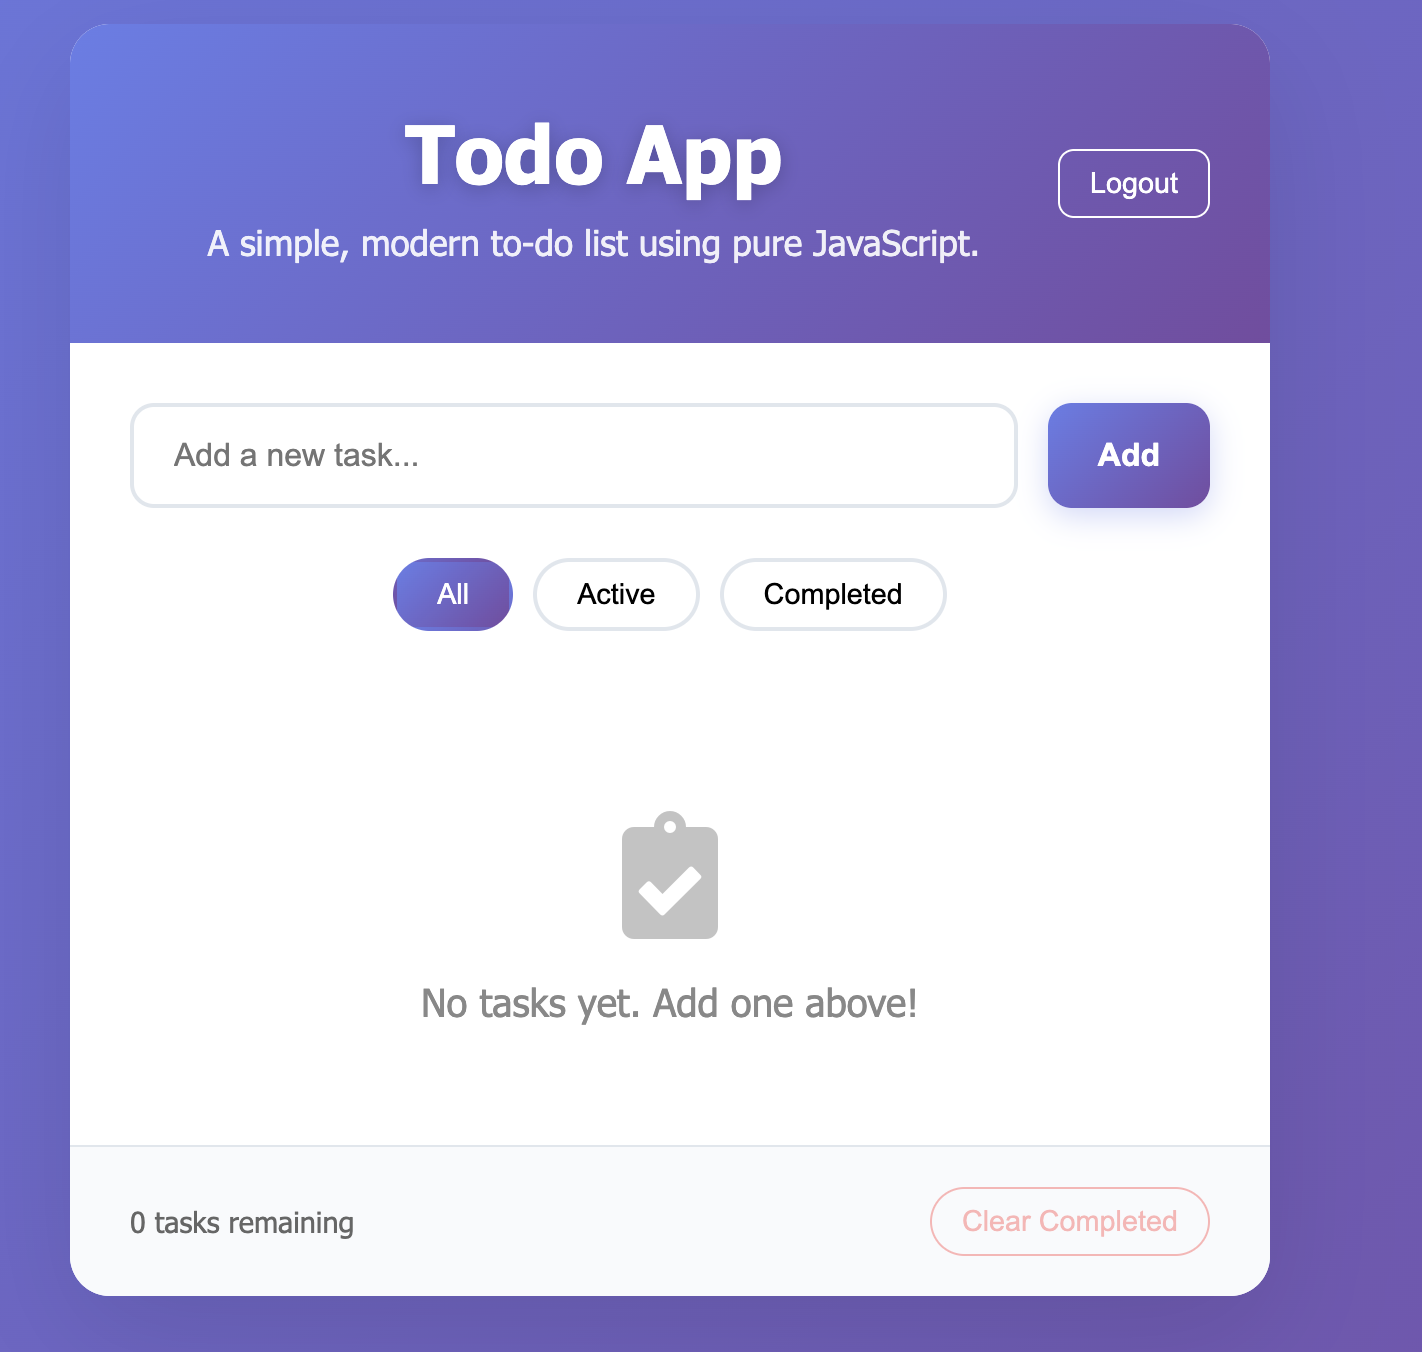 Todo App
A simple, modern to-do list using pure JavaScript.
Logout
Add a new task...
Add
All
Active
Completed
No tasks yet. Add one above!
0 tasks remaining
Clear Completed